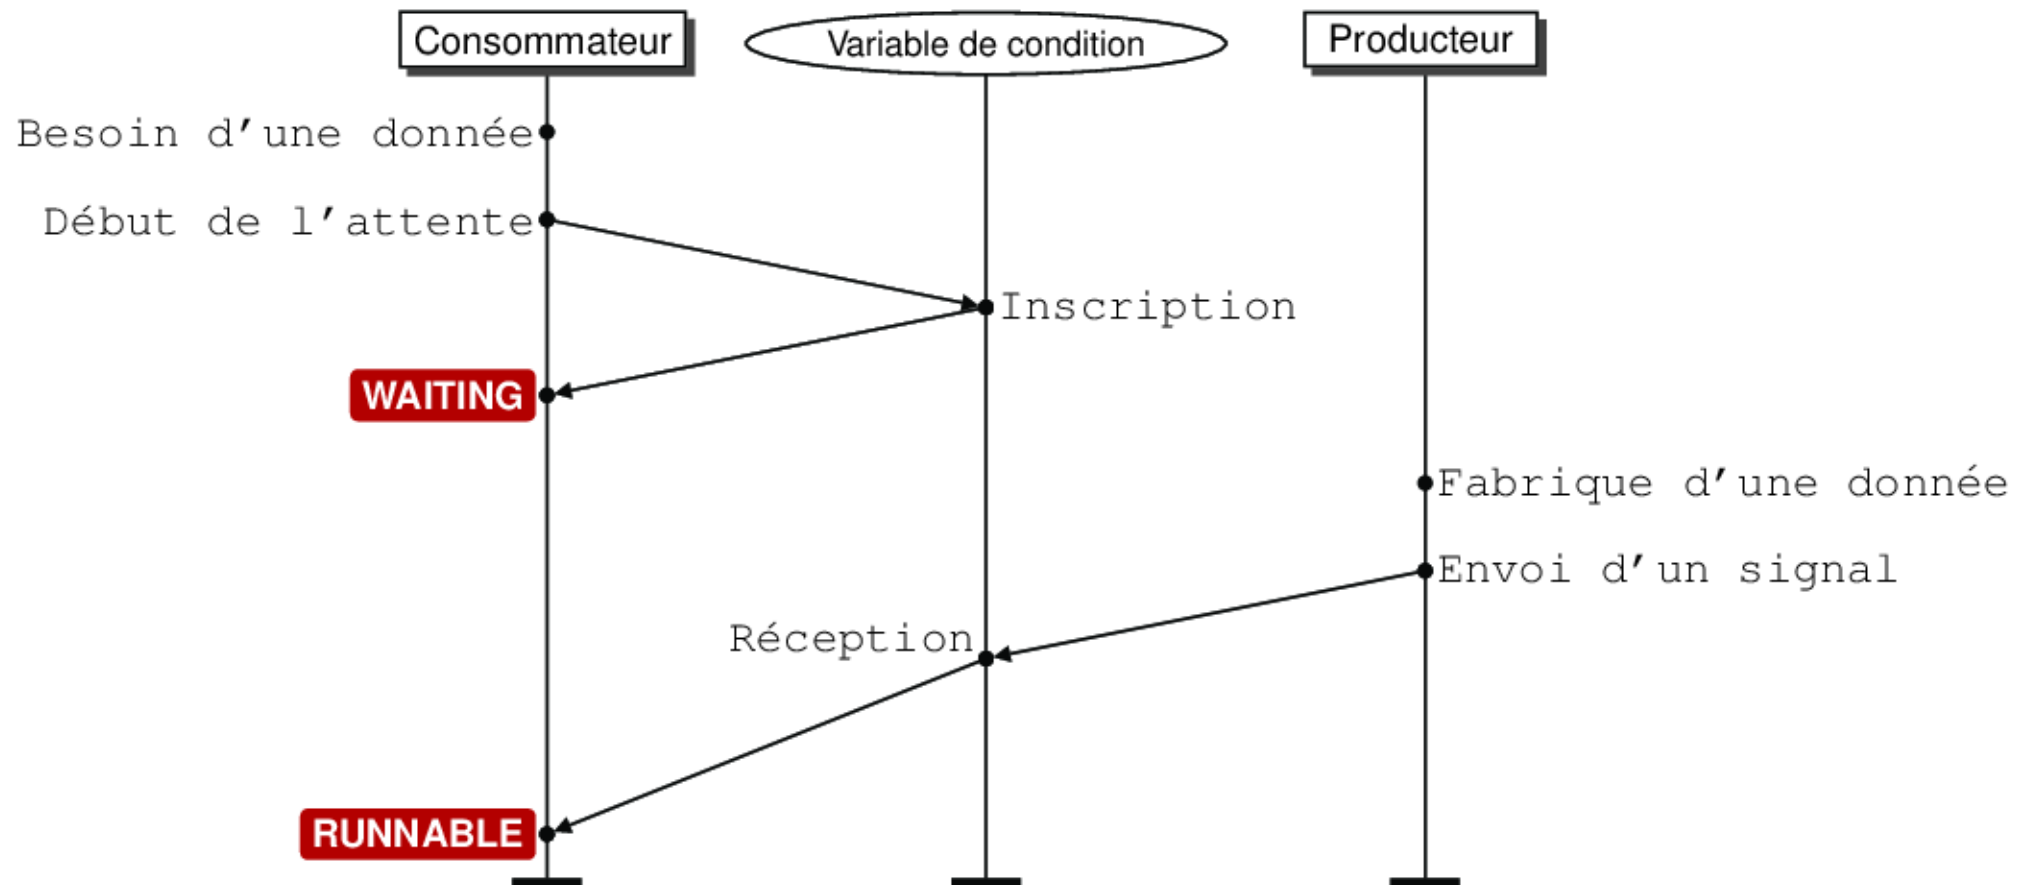 Consommateur
Variable de condition
Producteur
Besoin d’une donnée
Début de l’attente
Inscription
WAITING
Fabrique d’une donnée
Envoi d’un signal
Réception
RUNNABLE